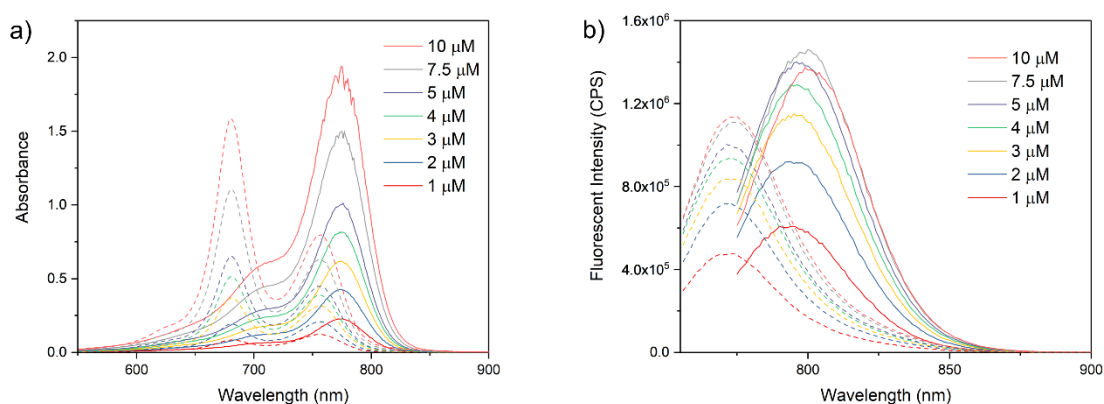 a)
Absorbance
2.0
1.5
1.0
0.5
0.0
600
700
800
900
Wavelength (nm)
10 μM
7.5 μM
5 μM
4 μM
3 μM
2 μM
1 μM
b)
Fluorescent Intensity (CPS)
1.6x10⁶
1.2x10⁶
8.0x10⁵
4.0x10⁵
0.0
800
850
900
Wavelength (nm)
10 μM
7.5 μM
5 μM
4 μM
3 μM
2 μM
1 μM